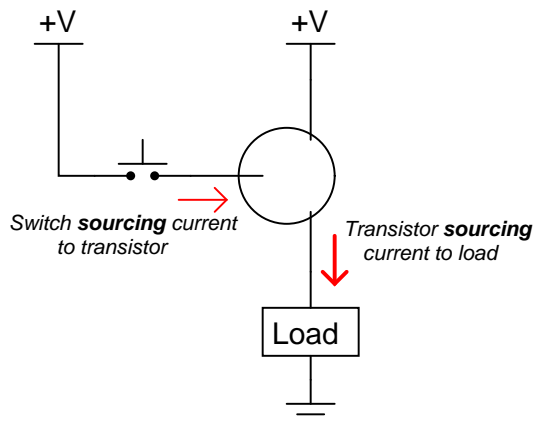 +V
+V
Switch sourcing current
to transistor
Transistor sourcing
current to load
Load